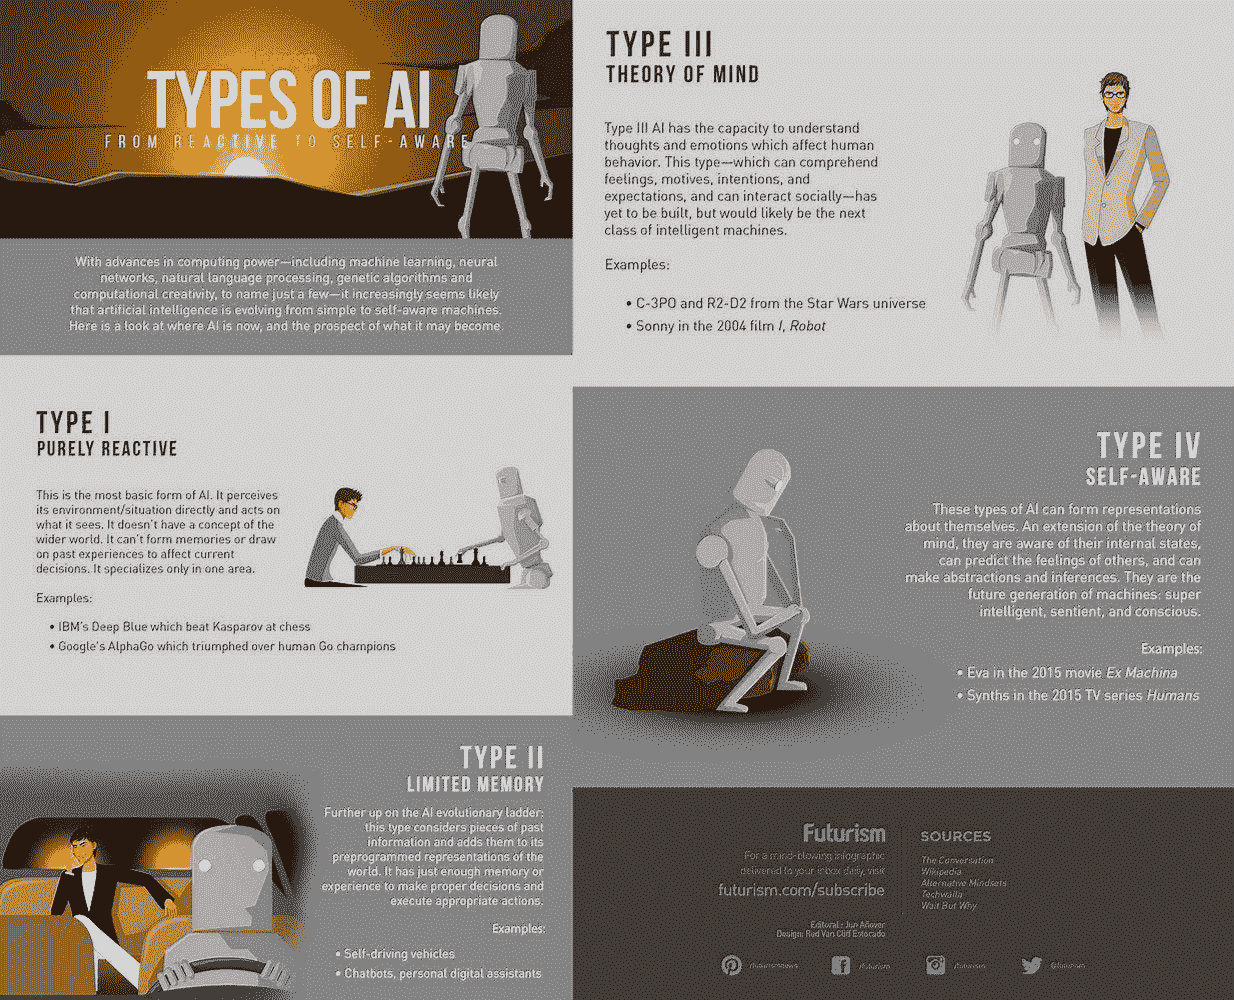 TYPES OF AI
FROM REACTIVE TO SELF-AWARE
With advances in computing power—including machine learning, neural
networks, natural language processing, genetic algorithms and
computational creativity, to name just a few—it increasingly seems likely
that artificial intelligence is evolving from simple to self-aware machines.
Here is a look at where AI is now, and the prospect of what it may become.
TYPE I
PURELY REACTIVE
This is the most basic form of AI. It perceives
its environment/situation directly and acts on
what it sees. It doesn't have a concept of the
wider world. It can't form memories or draw
on past experiences to affect current
decisions. It specializes only in one area.
Examples:
• IBM's Deep Blue which beat Kasparov at chess
• Google's AlphaGo which triumphed over human Go champions
TYPE II
LIMITED MEMORY
Further up on the AI evolutionary ladder:
this type considers pieces of past
information and adds them to its
preprogrammed representations of the
world. It has just enough memory or
experience to make proper decisions and
execute appropriate actions.
Examples:
• Self-driving vehicles
• Chatbots, personal digital assistants
TYPE III
THEORY OF MIND
Type III AI has the capacity to understand
thoughts and emotions which affect human
behavior. This type—which can comprehend
feelings, motives, intentions, and
expectations, and can interact socially—has
yet to be built, but would likely be the next
class of intelligent machines.
Examples:
• C-3PO and R2-D2 from the Star Wars universe
• Sonny in the 2004 film I, Robot
TYPE IV
SELF-AWARE
These types of AI can form representations
about themselves. An extension of the theory of
mind, they are aware of their internal states,
can predict the feelings of others, and can
make abstractions and inferences. They are the
future generation of machines: super
intelligent, sentient, and conscious.
Examples:
• Eva in the 2015 movie Ex Machina
• Synths in the 2015 TV series Humans
Futurism
For a mind-blowing infographic
delivered to your inbox daily, visit
futurism.com/subscribe
Editorial: Jun Añover
Design: Red Van Cliff Estocado
SOURCES
The Conversation
Wikipedia
Alternative Mindsets
Techwalla
Wait But Why
/futurism
/futurism